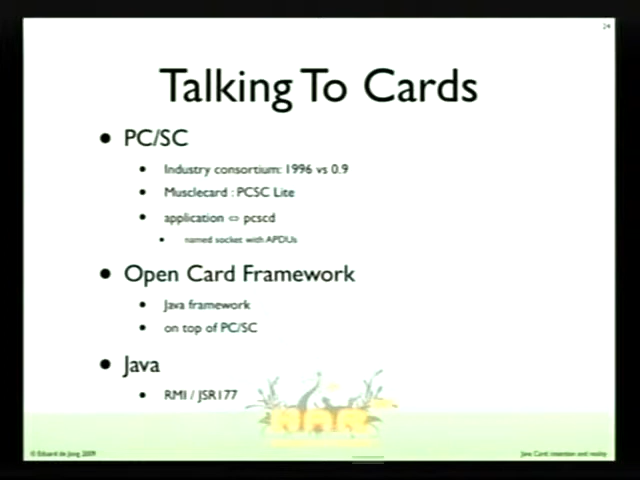 24
Talking To Cards
• PC/SC
• Industry consortium: 1996 vs 0.9
• Musclecard : PCSC Lite
• application ⇔ pcscd
• named socket with APDUs
• Open Card Framework
• Java framework
• on top of PC/SC
• Java
• RMI / JSR177
HAR
© Eduard de Jong 2009
Java Card: intention and reality